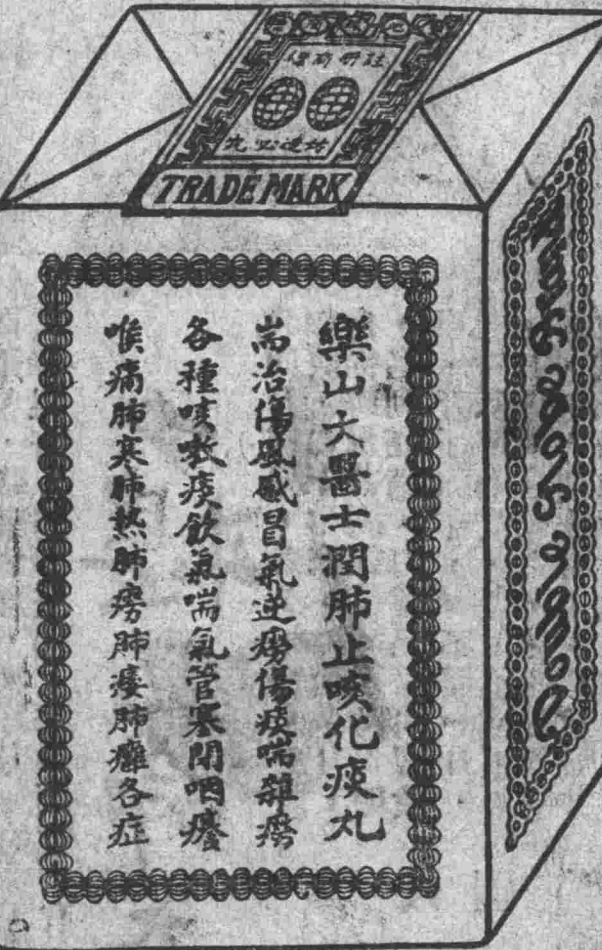 TRADE MARK
樂山大醫士潤肺止咳化痰丸
耑治傷風感冒氣逆癆傷痰喘雜癆
各種咳嗽痰飲氣喘氣管塞閉咽癢
喉痛肺寒肺熱肺癆肺痿肺癰各症